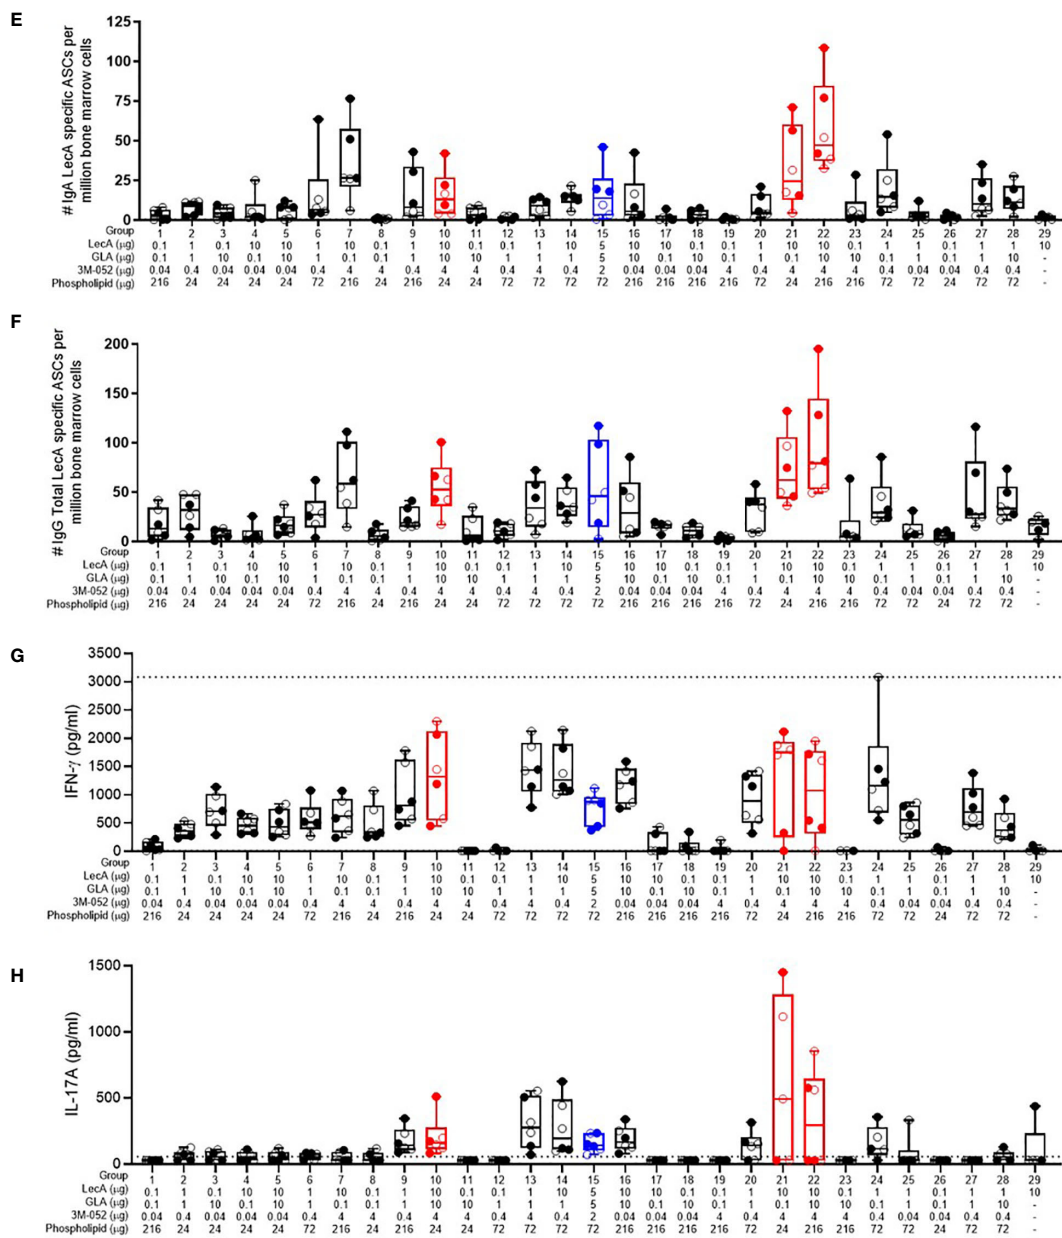 E
125
100
75
50
25
0
# IgA LecA specific ASCs per
million bone marrow cells
Group 1 2 3 4 5 6 7 8 9 10 11 12 13 14 15 16 17 18 19 20 21 22 23 24 25 26 27 28 29
LecA (µg) 0.1 1 0.1 10 10 1 10 0.1 1 10 0.1 0.1 1 10 5 10 0.1 0.1 0.1 1 10 10 0.1 1 1 0.1 1 1 10
GLA (µg) 0.1 1 10 0.1 10 1 0.1 0.1 0.1 10 10 1 1 1 5 10 0.1 10 0.1 10 0.1 10 10 0.1 1 0.1 1 10 -
3M-052 (µg) 0.04 0.4 0.04 0.04 0.04 0.4 4 4 4 4 4 0.4 4 0.4 2 0.04 0.04 0.04 4 0.4 4 4 4 0.4 0.04 0.04 0.4 0.4 -
Phospholipid (µg) 216 24 24 24 24 72 216 24 216 24 24 72 72 72 72 216 216 216 216 72 24 216 216 72 72 24 72 72 -
F
200
150
100
50
0
# IgG Total LecA specific ASCs per
million bone marrow cells
Group 1 2 3 4 5 6 7 8 9 10 11 12 13 14 15 16 17 18 19 20 21 22 23 24 25 26 27 28 29
LecA (µg) 0.1 1 0.1 10 10 1 10 0.1 1 10 0.1 0.1 1 10 5 10 0.1 0.1 0.1 1 10 10 0.1 1 1 0.1 1 1 10
GLA (µg) 0.1 1 10 0.1 10 1 0.1 0.1 0.1 10 10 1 1 1 5 10 0.1 10 0.1 10 0.1 10 10 0.1 1 0.1 1 10 -
3M-052 (µg) 0.04 0.4 0.04 0.04 0.04 0.4 4 4 4 4 4 0.4 4 0.4 2 0.04 0.04 0.04 4 0.4 4 4 4 0.4 0.04 0.04 0.4 0.4 -
Phospholipid (µg) 216 24 24 24 24 72 216 24 216 24 24 72 72 72 72 216 216 216 216 72 24 216 216 72 72 24 72 72 -
G
3500
3000
2500
2000
1500
1000
500
0
IFN-γ (pg/ml)
Group 1 2 3 4 5 6 7 8 9 10 11 12 13 14 15 16 17 18 19 20 21 22 23 24 25 26 27 28 29
LecA (µg) 0.1 1 0.1 10 10 1 10 0.1 1 10 0.1 0.1 1 10 5 10 0.1 0.1 0.1 1 10 10 0.1 1 1 0.1 1 1 10
GLA (µg) 0.1 1 10 0.1 10 1 0.1 0.1 0.1 10 10 1 1 1 5 10 0.1 10 0.1 10 0.1 10 10 0.1 1 0.1 1 10 -
3M-052 (µg) 0.04 0.4 0.04 0.04 0.04 0.4 4 4 4 4 4 0.4 4 0.4 2 0.04 0.04 0.04 4 0.4 4 4 4 0.4 0.04 0.04 0.4 0.4 -
Phospholipid (µg) 216 24 24 24 24 72 216 24 216 24 24 72 72 72 72 216 216 216 216 72 24 216 216 72 72 24 72 72 -
H
1500
1000
500
0
IL-17A (pg/ml)
Group 1 2 3 4 5 6 7 8 9 10 11 12 13 14 15 16 17 18 19 20 21 22 23 24 25 26 27 28 29
LecA (µg) 0.1 1 0.1 10 10 1 10 0.1 1 10 0.1 0.1 1 10 5 10 0.1 0.1 0.1 1 10 10 0.1 1 1 0.1 1 1 10
GLA (µg) 0.1 1 10 0.1 10 1 0.1 0.1 0.1 10 10 1 1 1 5 10 0.1 10 0.1 10 0.1 10 10 0.1 1 0.1 1 10 -
3M-052 (µg) 0.04 0.4 0.04 0.04 0.04 0.4 4 4 4 4 4 0.4 4 0.4 2 0.04 0.04 0.04 4 0.4 4 4 4 0.4 0.04 0.04 0.4 0.4 -
Phospholipid (µg) 216 24 24 24 24 72 216 24 216 24 24 72 72 72 72 216 216 216 216 72 24 216 216 72 72 24 72 72 -